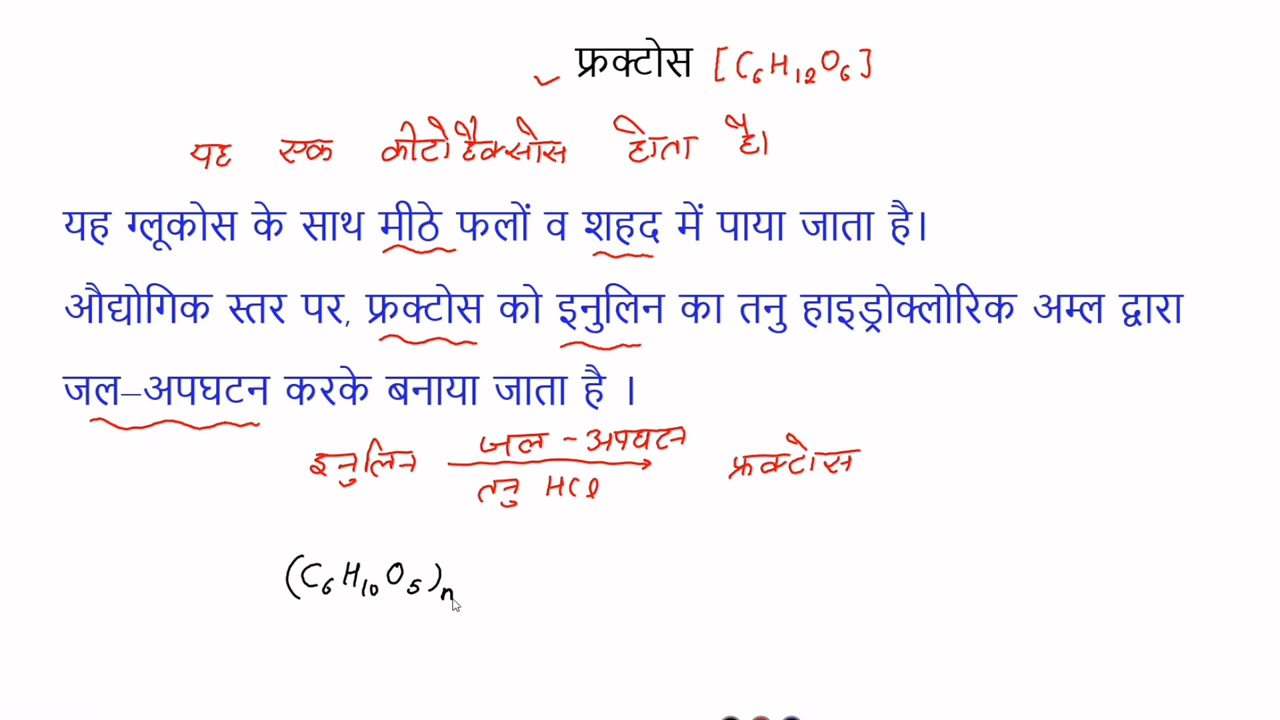 फ्रक्टोस [C₆H₁₂O₆]
यह एक कीटोहैक्सोस होता है।
यह ग्लूकोस के साथ मीठे फलों व शहद में पाया जाता है।
औद्योगिक स्तर पर, फ्रक्टोस को इनुलिन का तनु हाइड्रोक्लोरिक अम्ल द्वारा
जल–अपघटन करके बनाया जाता है ।
जल - अपघटन
इनुलिन → फ्रक्टोस
तनु HCl
(C₆H₁₀O₅)ₙ